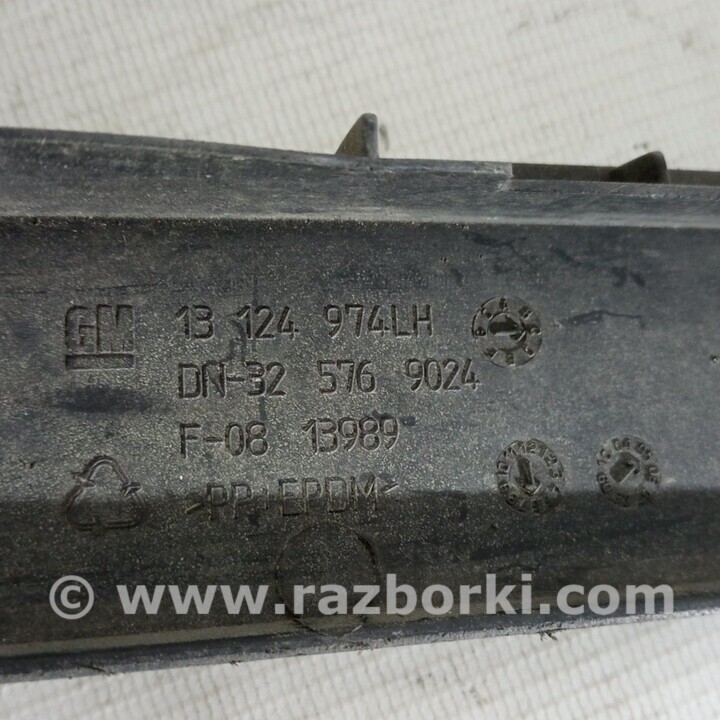 GM 13 124 974LH
DN-32 576 9024
F-08 13989
>PP+EPDM<
© www.razborki.com